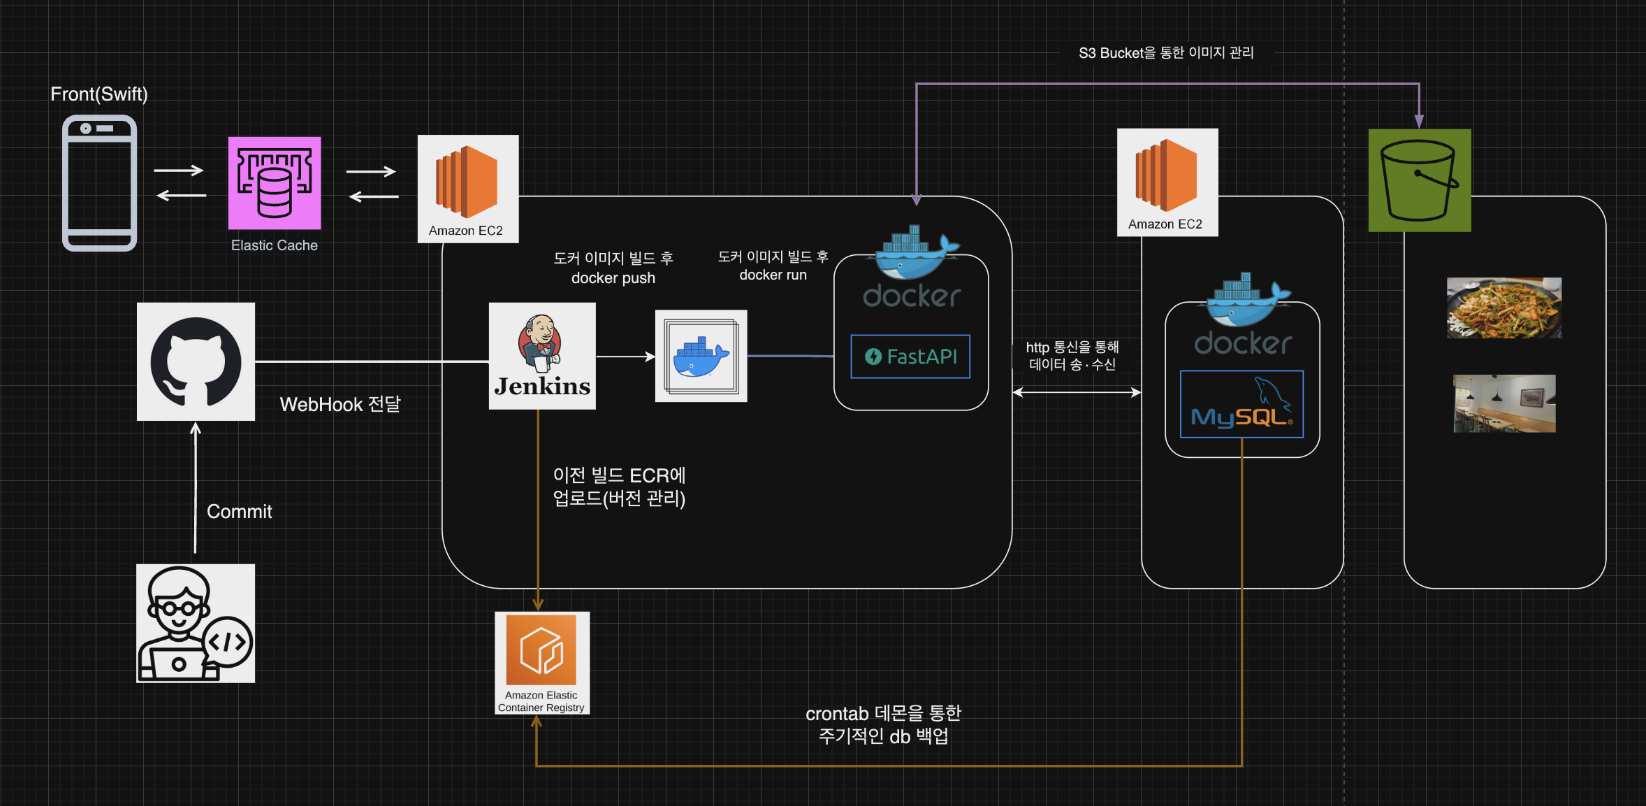 S3 Bucket을 통한 이미지 관리
Front(Swift)
Elastic Cache
Amazon EC2
Amazon EC2
도커 이미지 빌드 후
docker push
도커 이미지 빌드 후
docker run
docker
FastAPI
Jenkins
http 통신을 통해
데이터 송·수신
docker
MySQL®
WebHook 전달
이전 빌드 ECR에
업로드(버전 관리)
Commit
Amazon Elastic
Container Registry
crontab 데몬을 통한
주기적인 db 백업